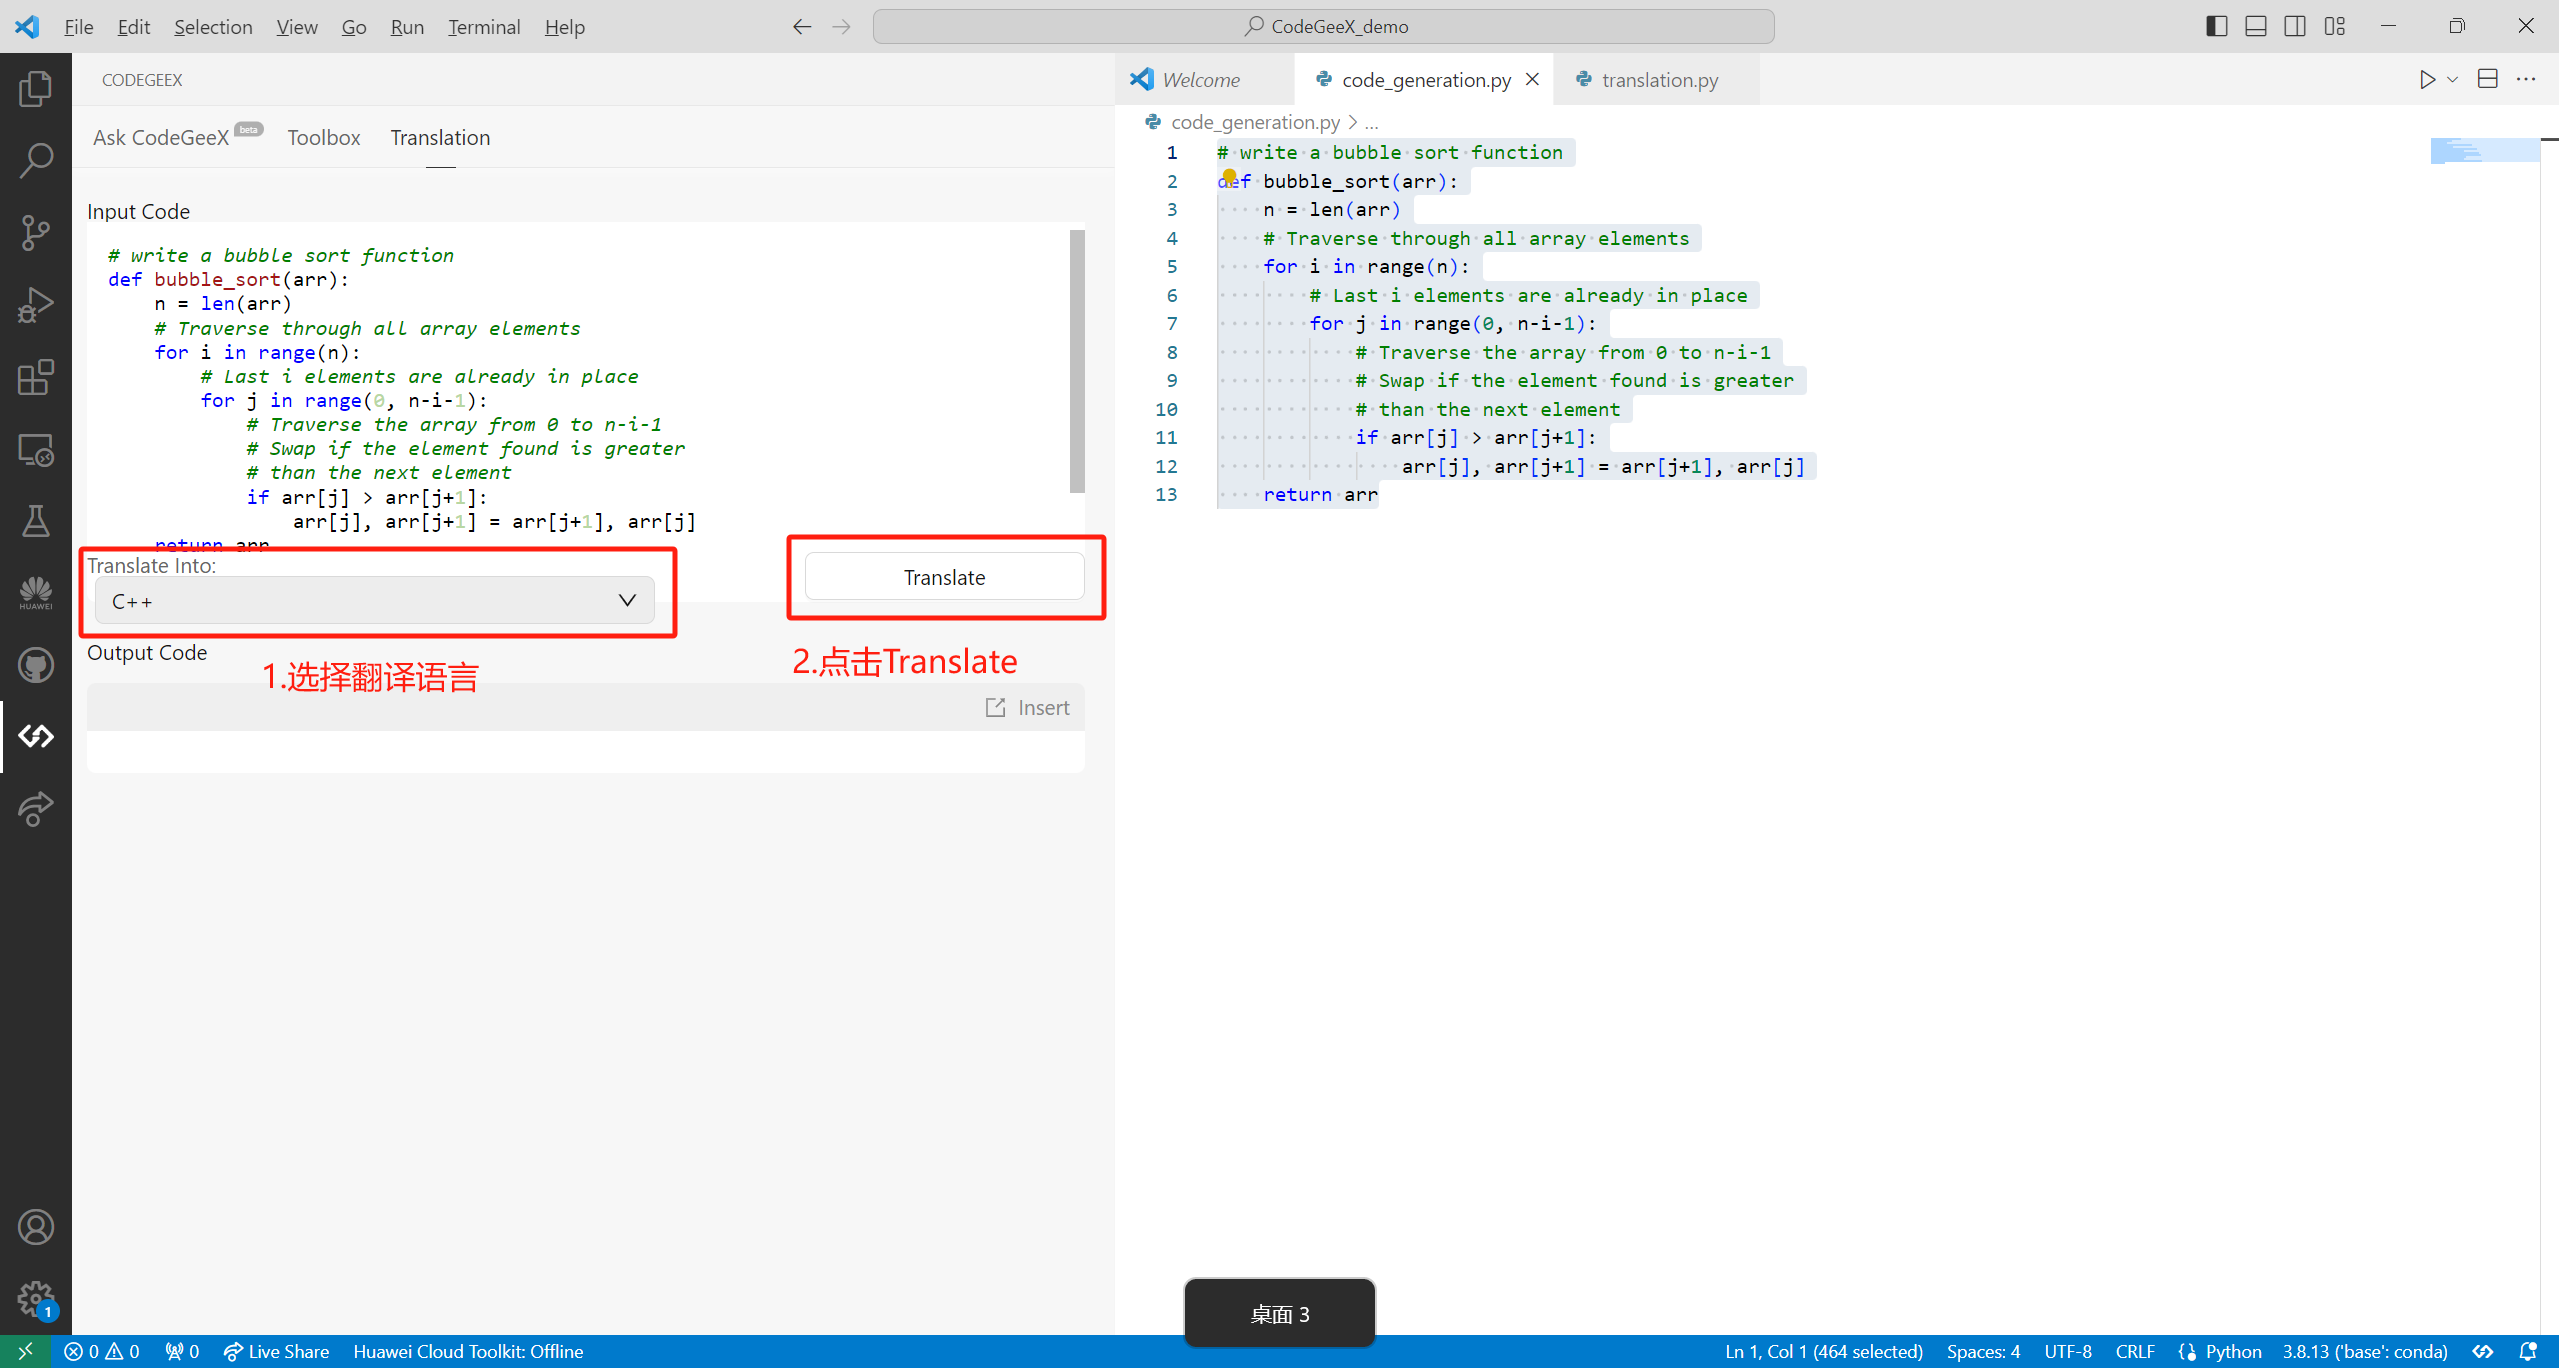 File Edit Selection View Go Run Terminal Help
CodeGeeX_demo
CODEGEEX
Ask CodeGeeX beta Toolbox Translation
Input Code
# write a bubble sort function
def bubble_sort(arr):
    n = len(arr)
    # Traverse through all array elements
    for i in range(n):
        # Last i elements are already in place
        for j in range(0, n-i-1):
            # Traverse the array from 0 to n-i-1
            # Swap if the element found is greater
            # than the next element
            if arr[j] > arr[j+1]:
                arr[j], arr[j+1] = arr[j+1], arr[j]
    return arr
Translate Into:
C++
Translate
Output Code
1.选择翻译语言
2.点击Translate
Insert
HUAWEI
1
Welcome code_generation.py translation.py
code_generation.py > ...
1 # write a bubble sort function
2 def bubble_sort(arr):
3     n = len(arr)
4     # Traverse through all array elements
5     for i in range(n):
6         # Last i elements are already in place
7         for j in range(0, n-i-1):
8             # Traverse the array from 0 to n-i-1
9             # Swap if the element found is greater
10             # than the next element
11             if arr[j] > arr[j+1]:
12                 arr[j], arr[j+1] = arr[j+1], arr[j]
13     return arr
桌面 3
0 0 0 Live Share Huawei Cloud Toolkit: Offline
Ln 1, Col 1 (464 selected) Spaces: 4 UTF-8 CRLF Python 3.8.13 ('base': conda)